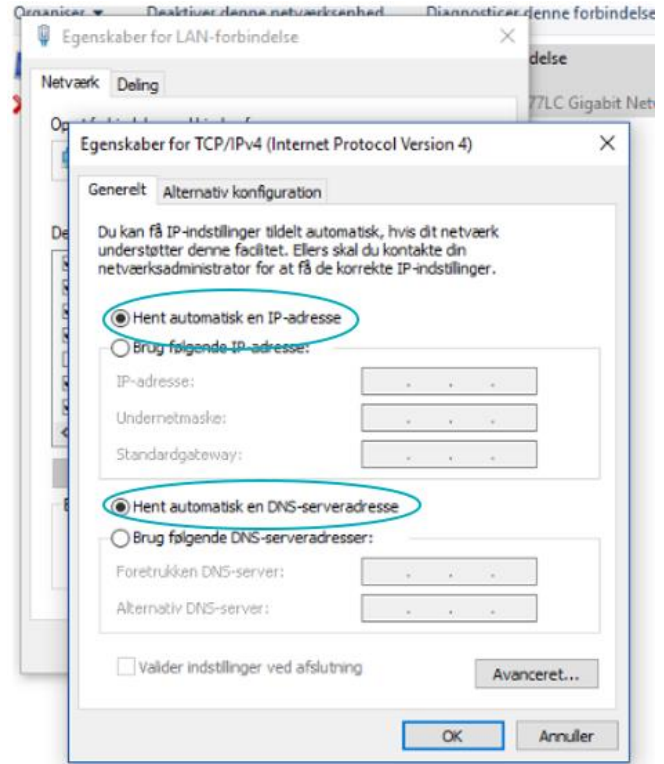 Organiser Deaktiver denne netværksenhed Diagnosticer denne forbindelse
Egenskaber for LAN-forbindelse
delse
Netværk Deling
77LC Gigabit Net
Egenskaber for TCP/IPv4 (Internet Protocol Version 4)
Generelt Alternativ konfiguration
Du kan få IP-indstillinger tildelt automatisk, hvis dit netværk
understøtter denne facilitet. Ellers skal du kontakte din
netværksadministrator for at få de korrekte IP-indstillinger.
Hent automatisk en IP-adresse
Brug følgende IP-adresse:
IP-adresse:
Undernetmaske:
Standardgateway:
Hent automatisk en DNS-serveradresse
Brug følgende DNS-serveradresser:
Foretrukken DNS-server:
Alternativ DNS-server:
Valider indstillinger ved afslutning
Avanceret...
OK Annuller